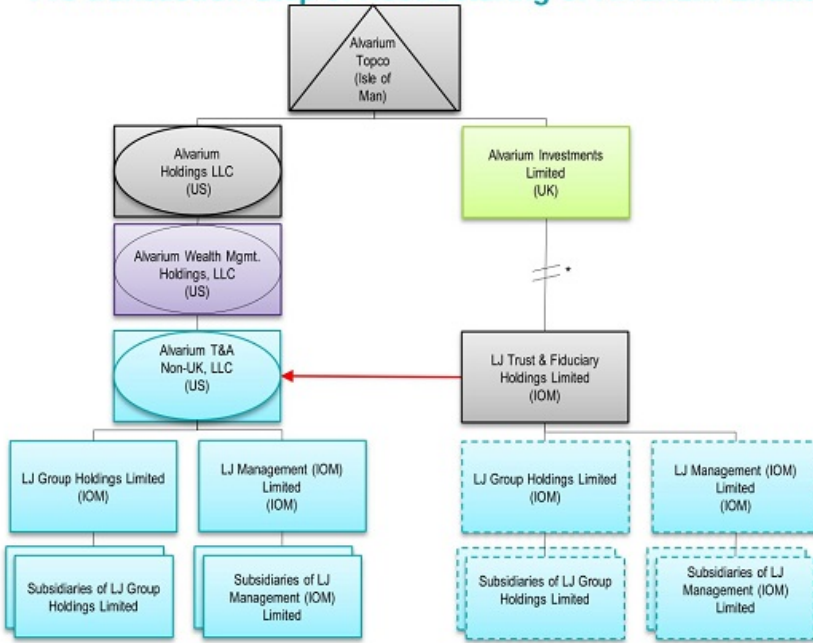 Alvarium
Topco
(Isle of
Man)
Alvarium
Holdings LLC
(US)
Alvarium Investments
Limited
(UK)
Alvarium Wealth Mgmt.
Holdings, LLC
(US)
*
Alvarium T&A
Non-UK, LLC
(US)
LJ Trust & Fiduciary
Holdings Limited
(IOM)
LJ Group Holdings Limited
(IOM)
LJ Management (IOM)
Limited
(IOM)
LJ Group Holdings Limited
(IOM)
LJ Management (IOM)
Limited
(IOM)
Subsidiaries of LJ Group
Holdings Limited
Subsidiaries of LJ
Management (IOM)
Limited
Subsidiaries of LJ Group
Holdings Limited
Subsidiaries of LJ
Management (IOM)
Limited